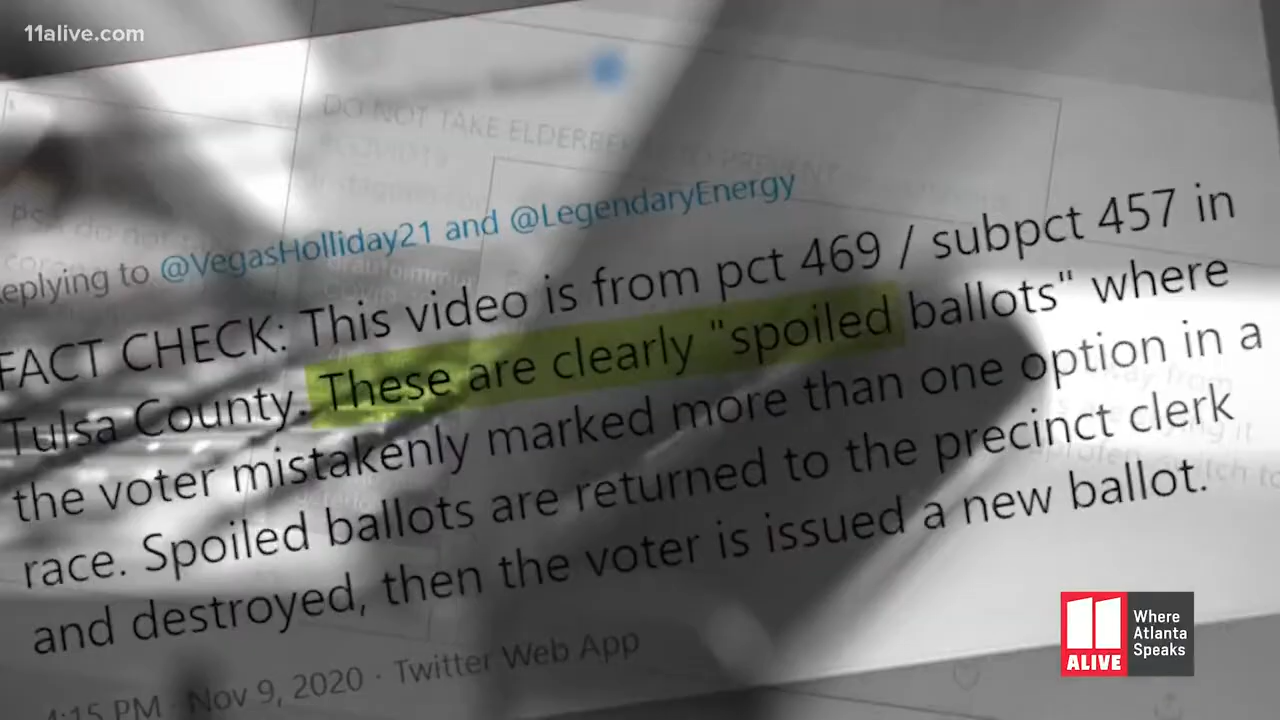 11alive.com
DO NOT TAKE ELDERBE
PREVENT
eplying to @VegasHolliday21 and @LegendaryEnergy
FACT CHECK: This video is from pct 469 / subpct 457 in
Tulsa County. These are clearly "spoiled ballots" where
the voter mistakenly marked more than one option in a
race. Spoiled ballots are returned to the precinct clerk
and destroyed, then the voter is issued a new ballot.
4:15 PM · Nov 9, 2020 · Twitter Web App
11
ALIVE
Where
Atlanta
Speaks